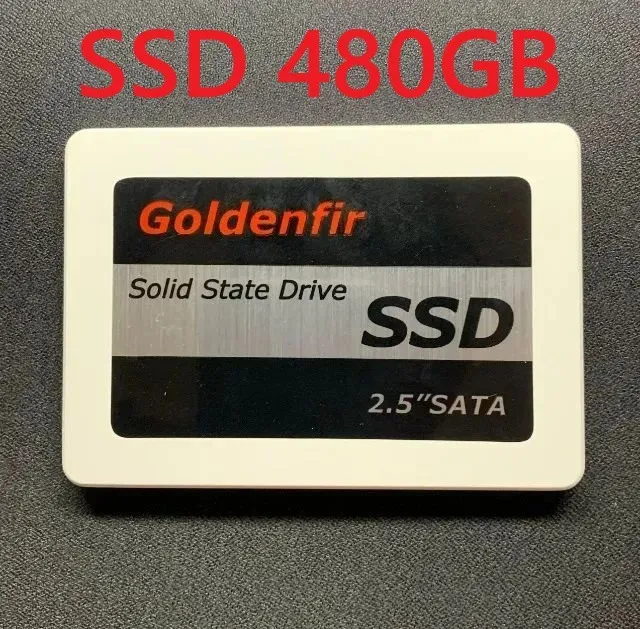 SSD 480GB
Goldenfir
Solid State Drive
SSD
2.5"SATA